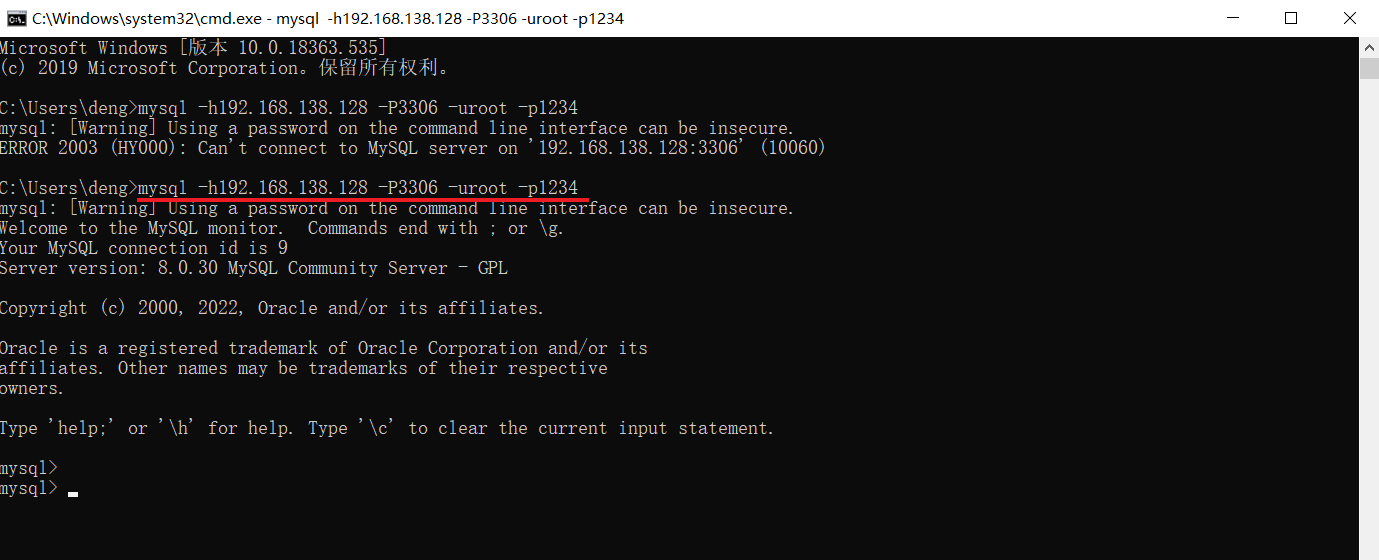 C:\Windows\system32\cmd.exe - mysql  -h192.168.138.128 -P3306 -uroot -p1234
Microsoft Windows [版本 10.0.18363.535]
(c) 2019 Microsoft Corporation。保留所有权利。
C:\Users\deng>mysql -h192.168.138.128 -P3306 -uroot -p1234
mysql: [Warning] Using a password on the command line interface can be insecure.
ERROR 2003 (HY000): Can't connect to MySQL server on '192.168.138.128:3306' (10060)
C:\Users\deng>mysql -h192.168.138.128 -P3306 -uroot -p1234
mysql: [Warning] Using a password on the command line interface can be insecure.
Welcome to the MySQL monitor.  Commands end with ; or \g.
Your MySQL connection id is 9
Server version: 8.0.30 MySQL Community Server - GPL
Copyright (c) 2000, 2022, Oracle and/or its affiliates.
Oracle is a registered trademark of Oracle Corporation and/or its
affiliates. Other names may be trademarks of their respective
owners.
Type 'help;' or '\h' for help. Type '\c' to clear the current input statement.
mysql>
mysql>